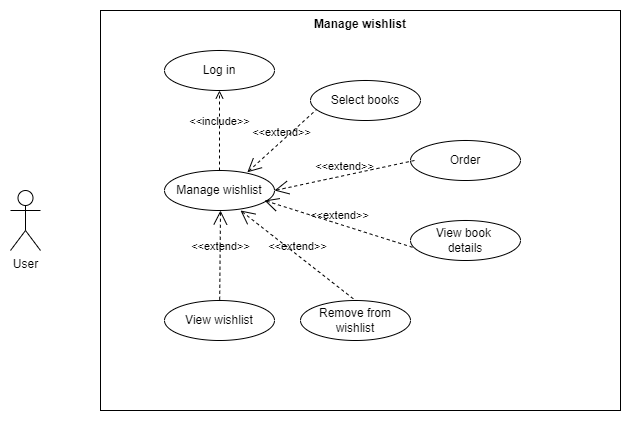 Manage wishlist
Log in
Select books
<<include>>
<<extend>>
Order
<<extend>>
Manage wishlist
<<extend>>
View book
details
<<extend>>
<<extend>>
User
View wishlist
Remove from
wishlist